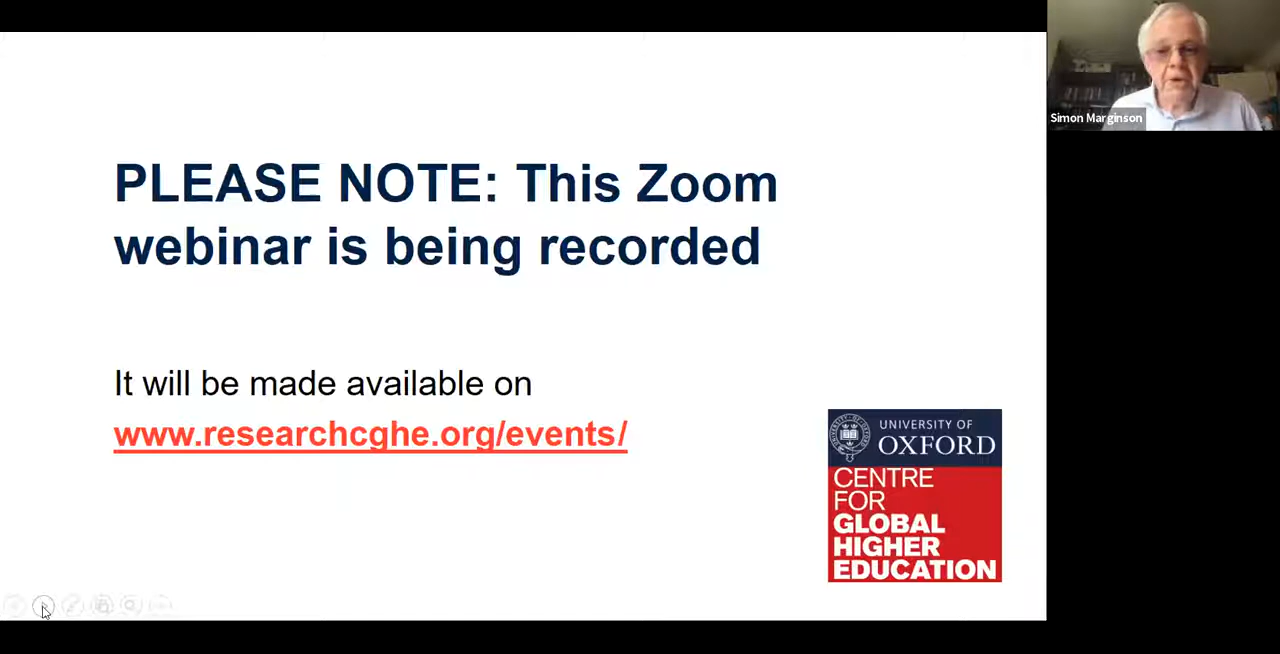 PLEASE NOTE: This Zoom
webinar is being recorded
It will be made available on
www.researchcghe.org/events/
UNIVERSITY OF
OXFORD
CENTRE
FOR
GLOBAL
HIGHER
EDUCATION
Simon Marginson